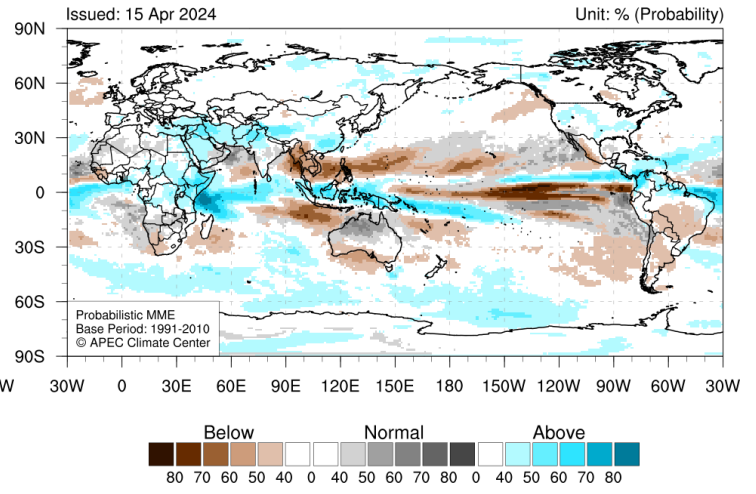 Issued: 15 Apr 2024 Unit: % (Probability)
90N
60N
30N
0
30S
60S
90S
Probabilistic MME
Base Period: 1991-2010
© APEC Climate Center
W 30W 0 30E 60E 90E 120E 150E 180 150W 120W 90W 60W 30W
Below Normal Above
80 70 60 50 40 0 40 50 60 70 80 0 40 50 60 70 80